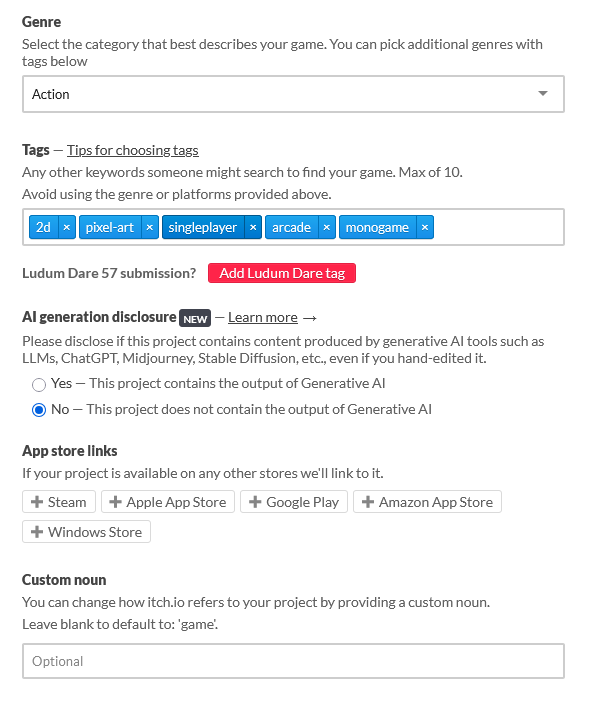 Genre
Select the category that best describes your game. You can pick additional genres with
tags below
Action
Tags — Tips for choosing tags
Any other keywords someone might search to find your game. Max of 10.
Avoid using the genre or platforms provided above.
2d × pixel-art × singleplayer × arcade × monogame ×
Ludum Dare 57 submission? Add Ludum Dare tag
AI generation disclosure NEW — Learn more →
Please disclose if this project contains content produced by generative AI tools such as
LLMs, ChatGPT, Midjourney, Stable Diffusion, etc., even if you hand-edited it.
Yes — This project contains the output of Generative AI
No — This project does not contain the output of Generative AI
App store links
If your project is available on any other stores we'll link to it.
+ Steam + Apple App Store + Google Play + Amazon App Store
+ Windows Store
Custom noun
You can change how itch.io refers to your project by providing a custom noun.
Leave blank to default to: 'game'.
Optional